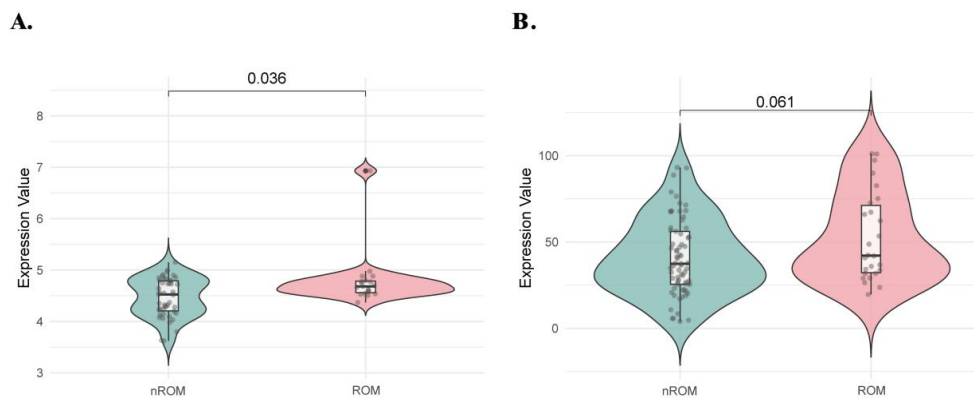 A.
0.036
8
7
6
5
4
3
Expression Value
nROM
ROM
B.
0.061
100
50
0
Expression Value
nROM
ROM